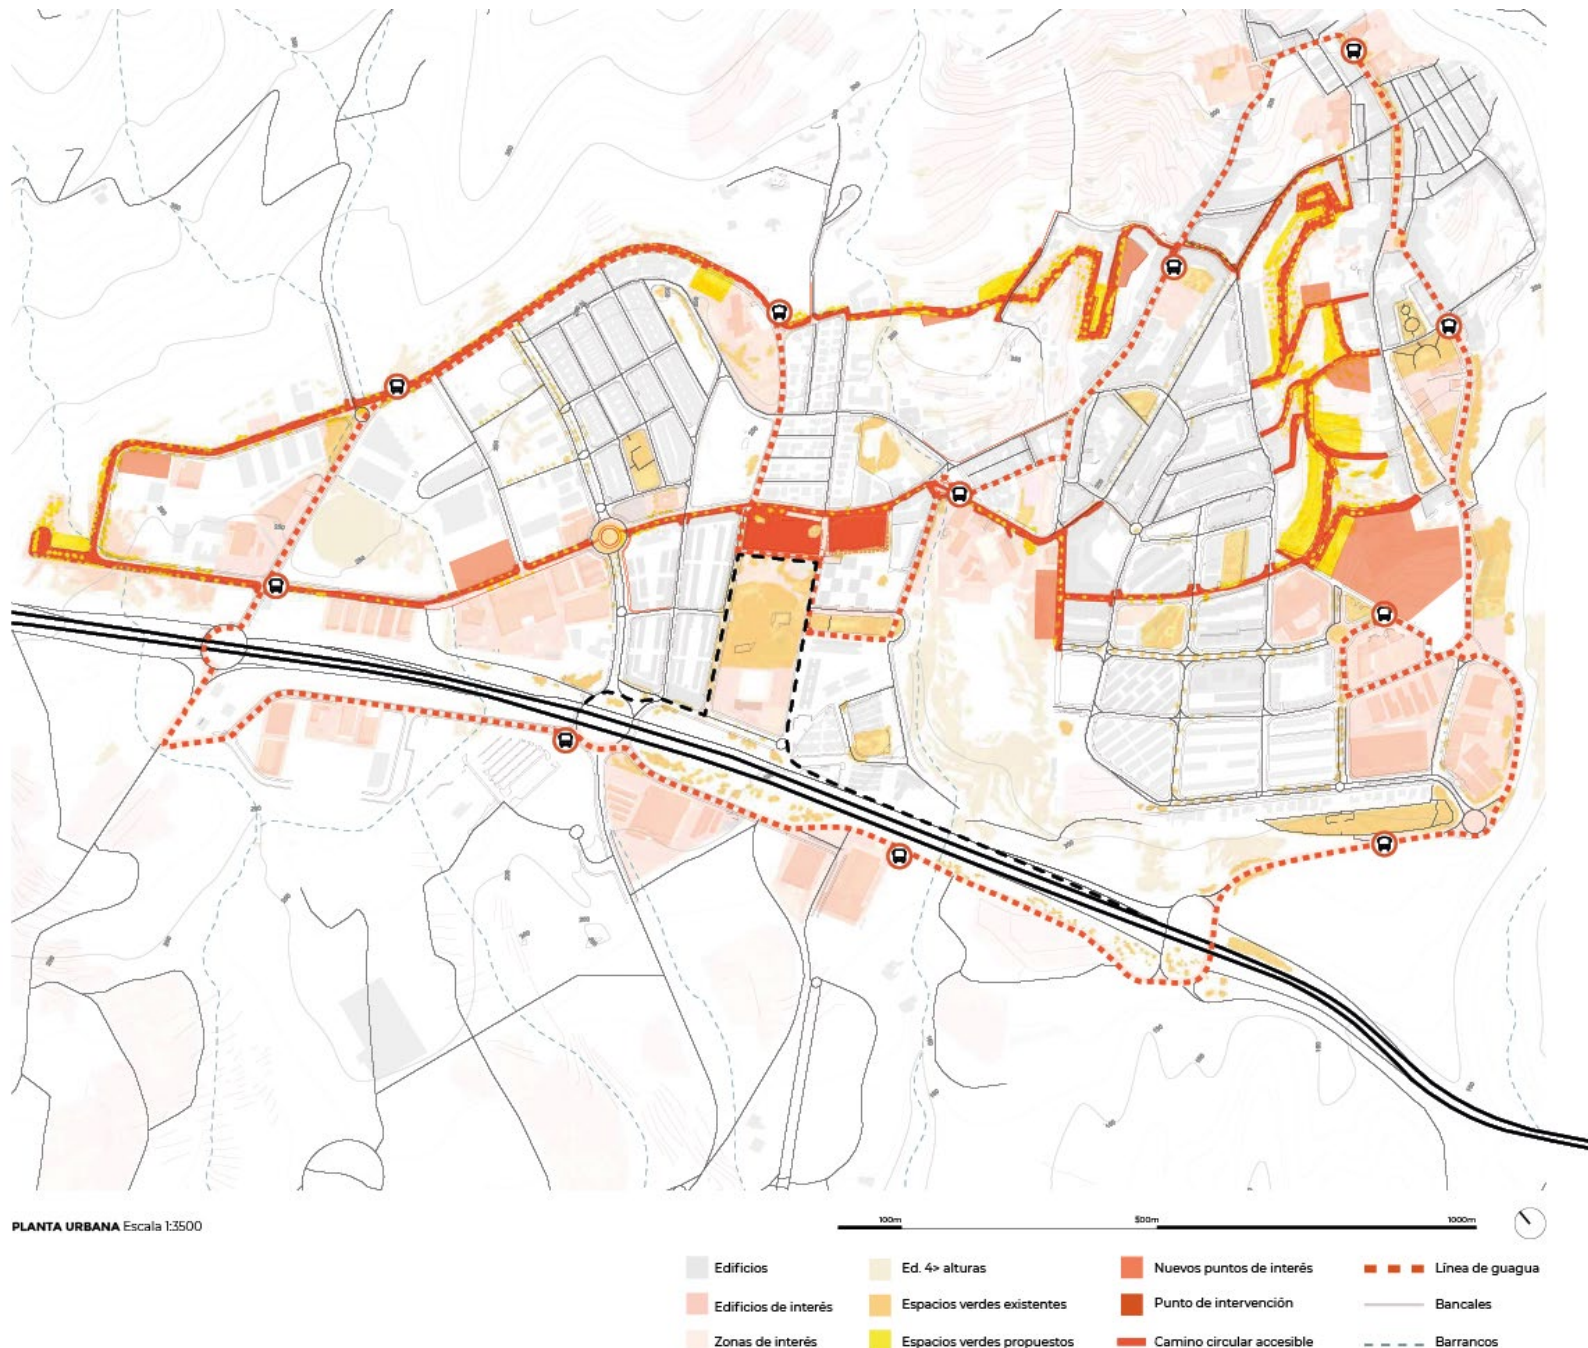 PLANTA URBANA Escala 1:3500
100m 500m 1000m
Edificios
Ed. 4> alturas
Nuevos puntos de interés
Línea de guagua
Edificios de interés
Espacios verdes existentes
Punto de intervención
Bancales
Zonas de interés
Espacios verdes propuestos
Camino circular accesible
Barrancos